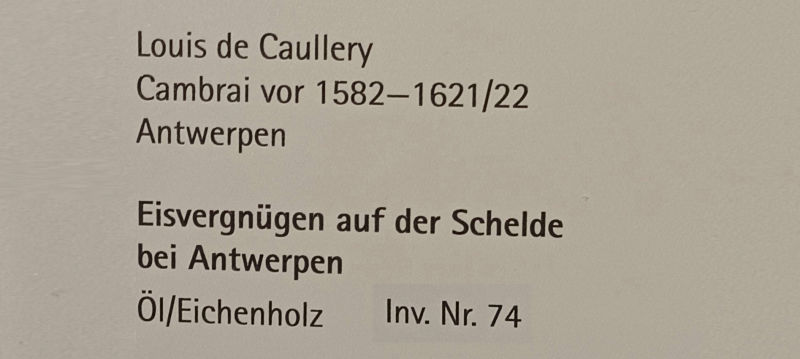 Louis de Caullery
Cambrai vor 1582–1621/22
Antwerpen
Eisvergnügen auf der Schelde
bei Antwerpen
Öl/Eichenholz Inv. Nr. 74